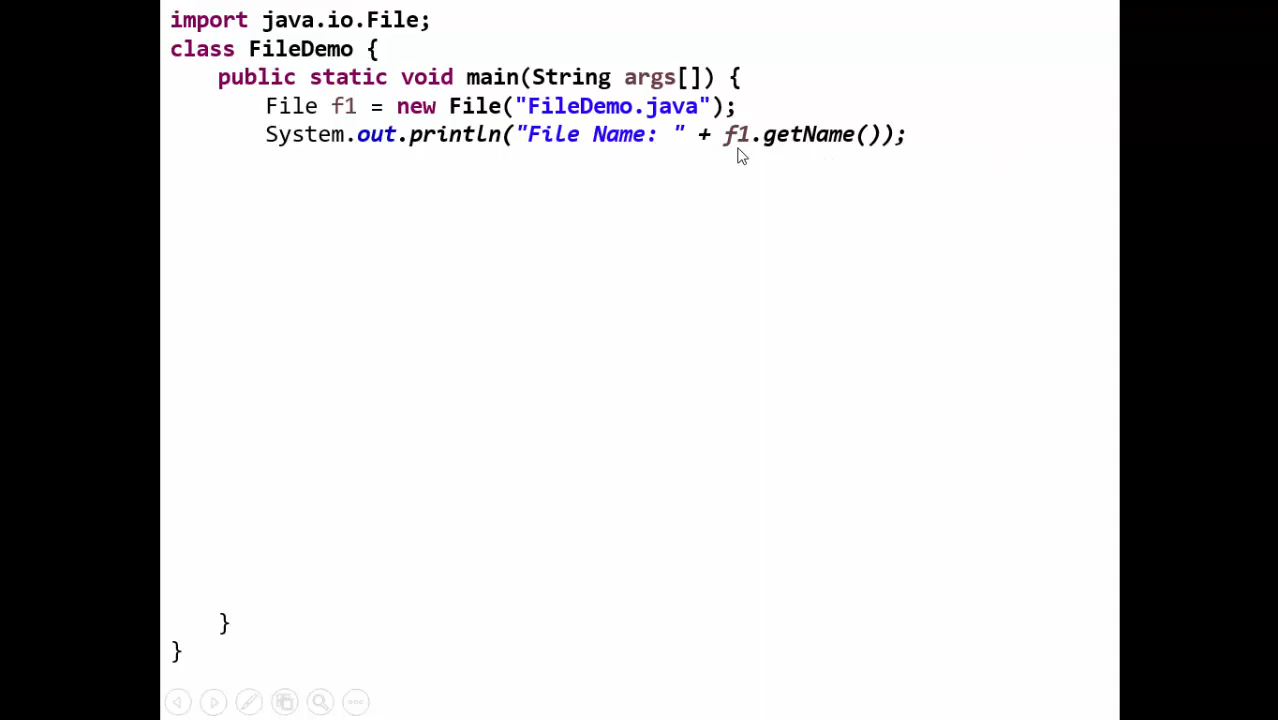 import java.io.File;
class FileDemo {
public static void main(String args[]) {
File f1 = new File("FileDemo.java");
System.out.println("File Name: " + f1.getName());
}
}